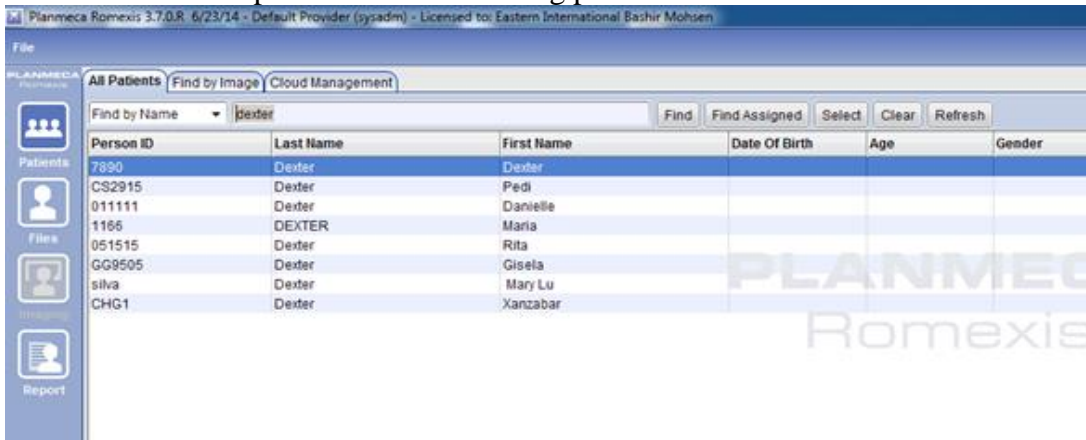 Planmeca Romexis 3.7.0.R 6/23/14 - Default Provider (sysadm) - Licensed to: Eastern International Bashir Mohsen
File
PLANMECA
Romexis
All Patients Find by Image Cloud Management
Find by Name dexter Find Find Assigned Select Clear Refresh
Person ID Last Name First Name Date Of Birth Age Gender
Patients
7890 Dexter Dexter
CS2915 Dexter Pedi
011111 Dexter Danielle
1166 DEXTER Maria
Files
051515 Dexter Rita
GG9505 Dexter Gisela
silva Dexter Mary Lu
CHG1 Dexter Xanzabar
PLANMEC
Romexis
Imaging
Report